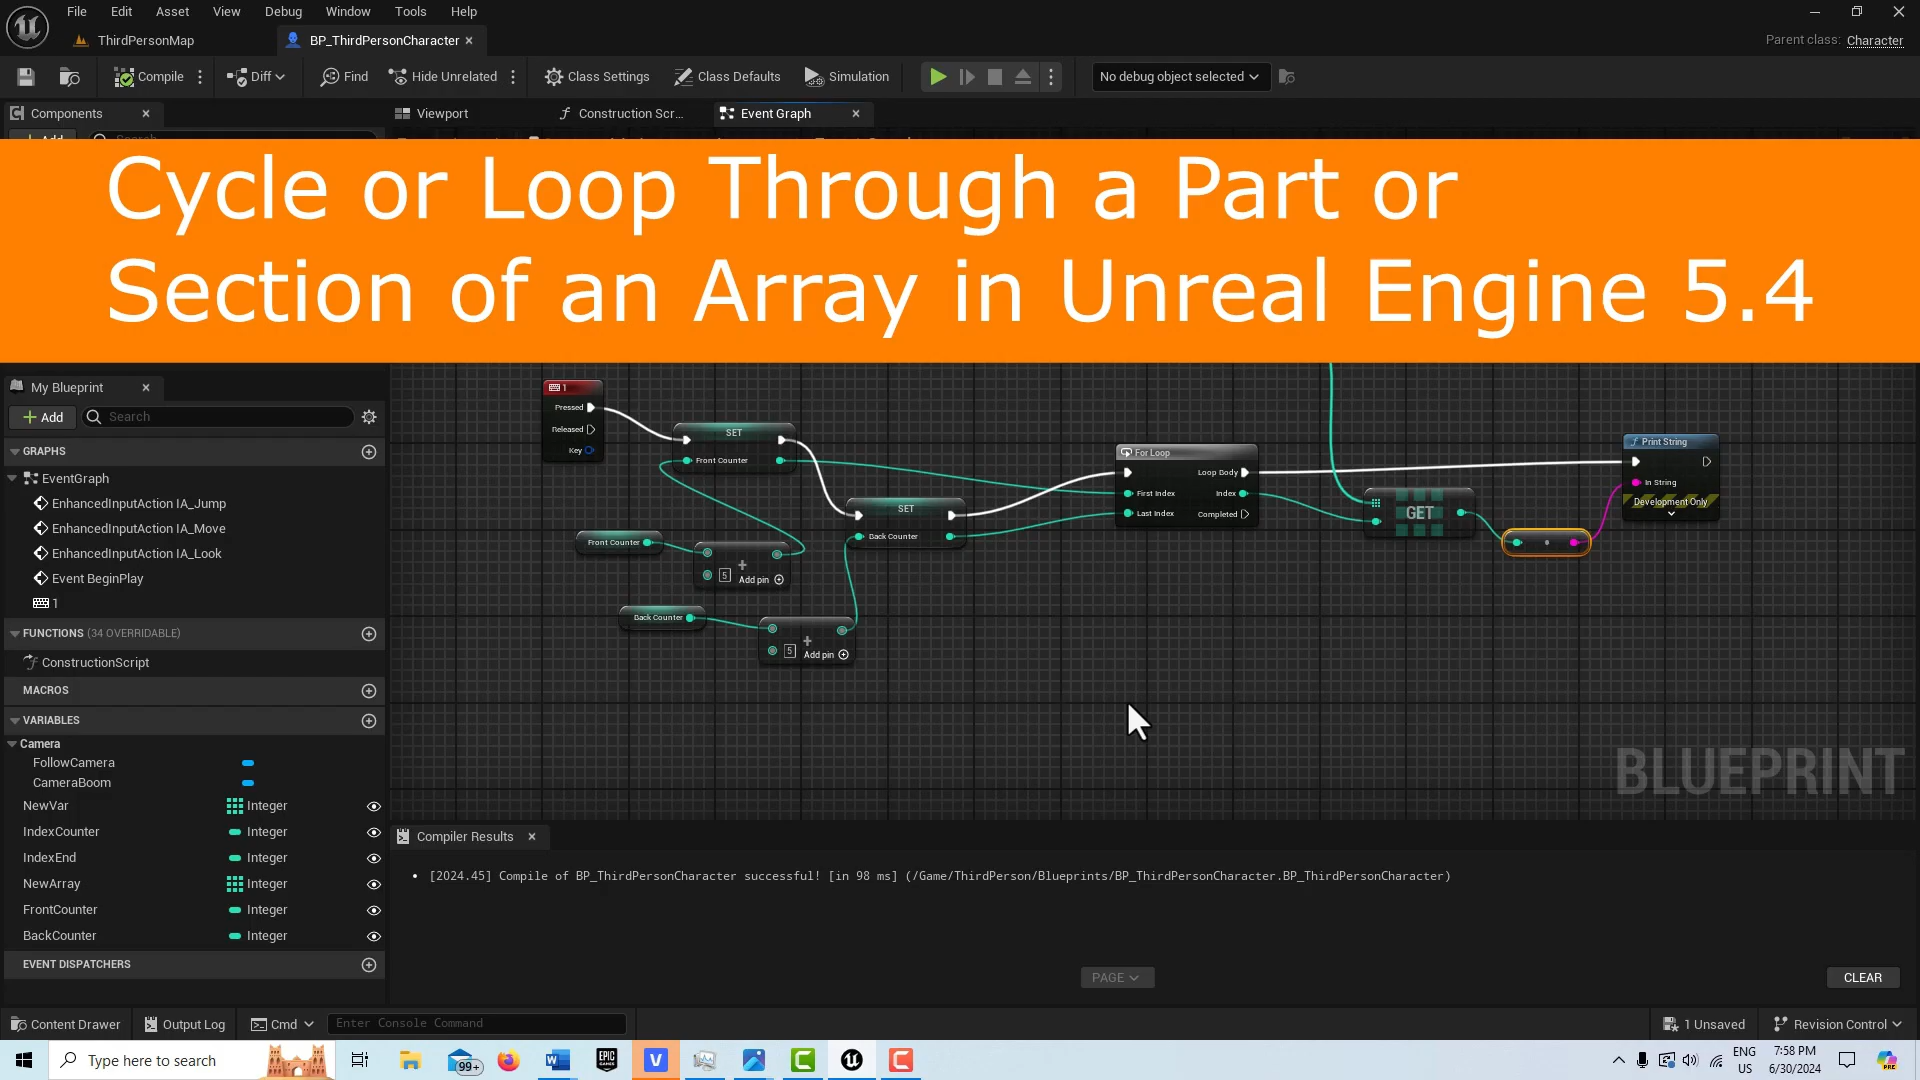 File Edit Asset View Debug Window Tools Help
ThirdPersonMap
BP_ThirdPersonCharacter
Parent class: Character
Compile
Diff
Find
Hide Unrelated
Class Settings
Class Defaults
Simulation
No debug object selected
Components
Viewport
Construction Scr...
Event Graph
Cycle or Loop Through a Part or
Section of an Array in Unreal Engine 5.4
My Blueprint
Add
Search
GRAPHS
EventGraph
EnhancedInputAction IA_Jump
EnhancedInputAction IA_Move
EnhancedInputAction IA_Look
Event BeginPlay
1
FUNCTIONS (34 OVERRIDABLE)
ConstructionScript
MACROS
VARIABLES
Camera
FollowCamera
CameraBoom
NewVar Integer
IndexCounter Integer
IndexEnd Integer
NewArray Integer
FrontCounter Integer
BackCounter Integer
EVENT DISPATCHERS
1
Pressed
Released
Key
SET
Front Counter
SET
Back Counter
Front Counter
5
Add pin
Back Counter
5
Add pin
For Loop
Loop Body
First Index
Index
Last Index
Completed
GET
Print String
In String
Development Only
BLUEPRINT
Compiler Results
[2024.45] Compile of BP_ThirdPersonCharacter successful! [in 98 ms] (/Game/ThirdPerson/Blueprints/BP_ThirdPersonCharacter.BP_ThirdPersonCharacter)
PAGE
CLEAR
Content Drawer
Output Log
Cmd
Enter Console Command
1 Unsaved
Revision Control
Type here to search
99+
EPIC GAMES
ENG
US
7:58 PM
6/30/2024
PRE